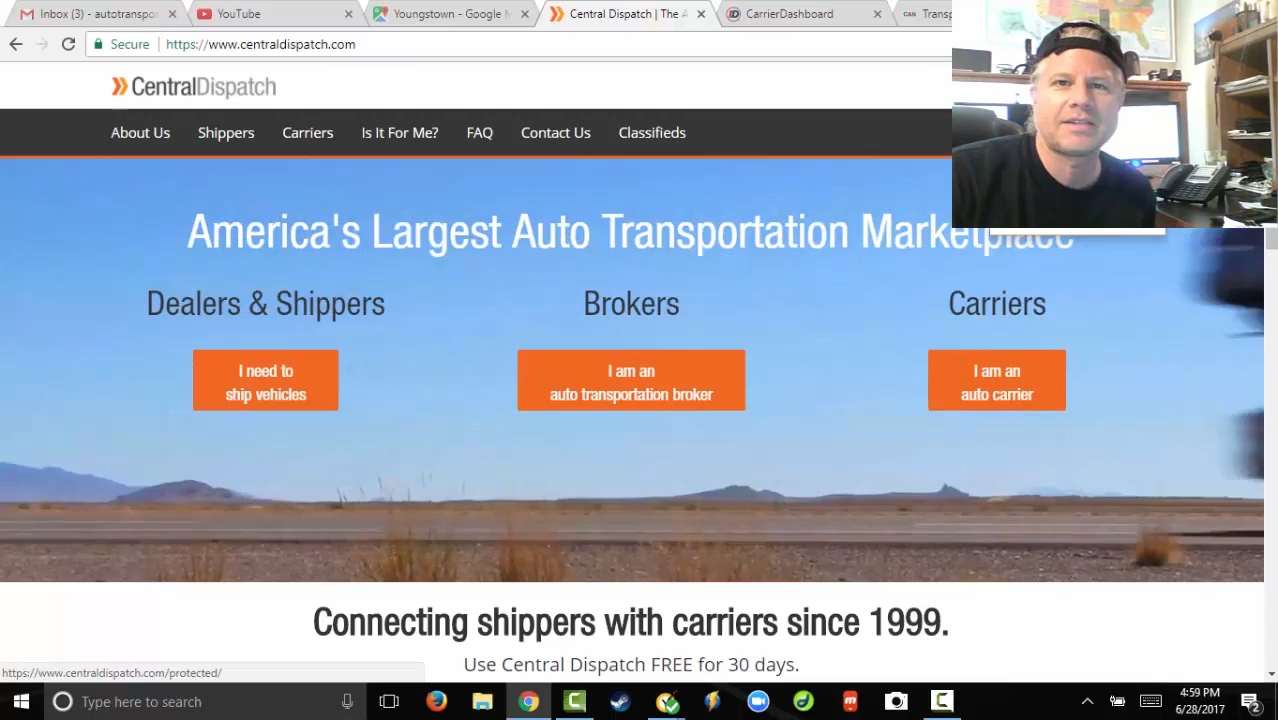 Inbox (3) - autotranspo
YouTube
Youngstown - Google M
Central Dispatch | The A
CarrierDashboard
CAN Transp
Secure https://www.centraldispatch.com
CentralDispatch
About Us Shippers Carriers Is It For Me? FAQ Contact Us Classifieds
America's Largest Auto Transportation Marketplace
Dealers & Shippers Brokers Carriers
I need to
ship vehicles
I am an
auto transportation broker
I am an
auto carrier
Connecting shippers with carriers since 1999.
Use Central Dispatch FREE for 30 days.
https://www.centraldispatch.com/protected/
Type here to search
4:59 PM
6/28/2017
2